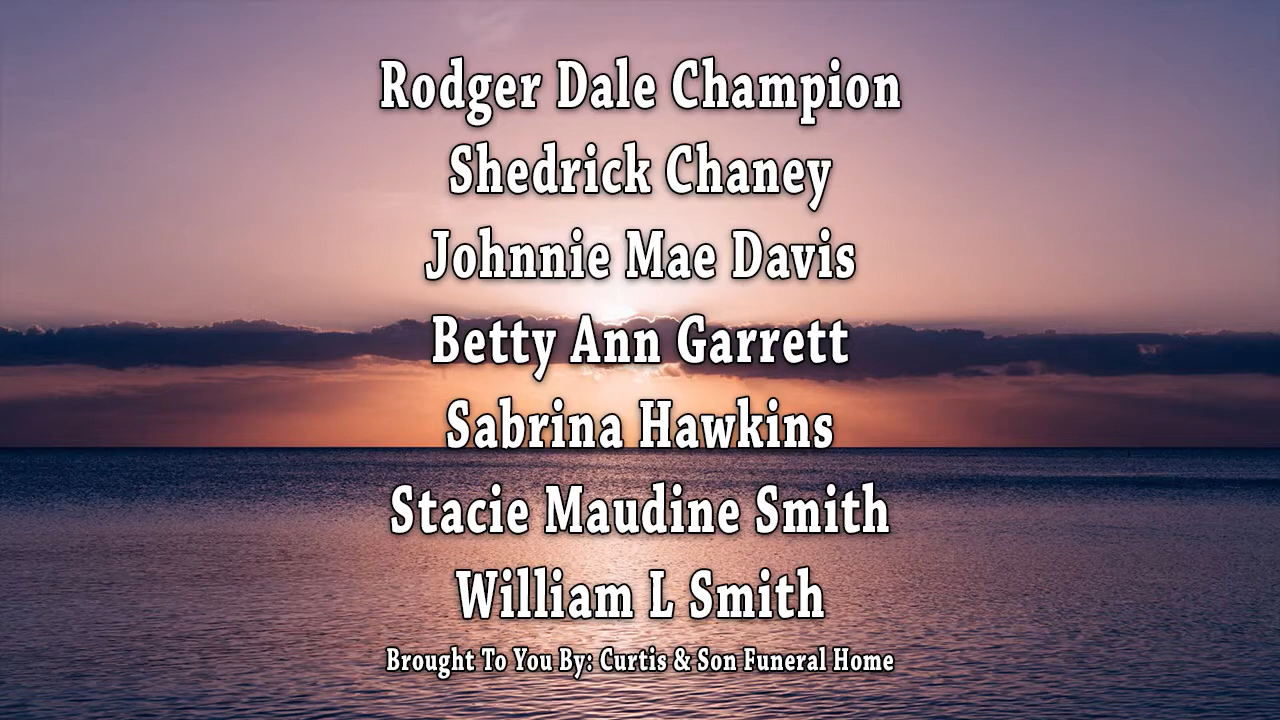 Rodger Dale Champion
Shedrick Chaney
Johnnie Mae Davis
Betty Ann Garrett
Sabrina Hawkins
Stacie Maudine Smith
William L Smith
Brought To You By: Curtis & Son Funeral Home